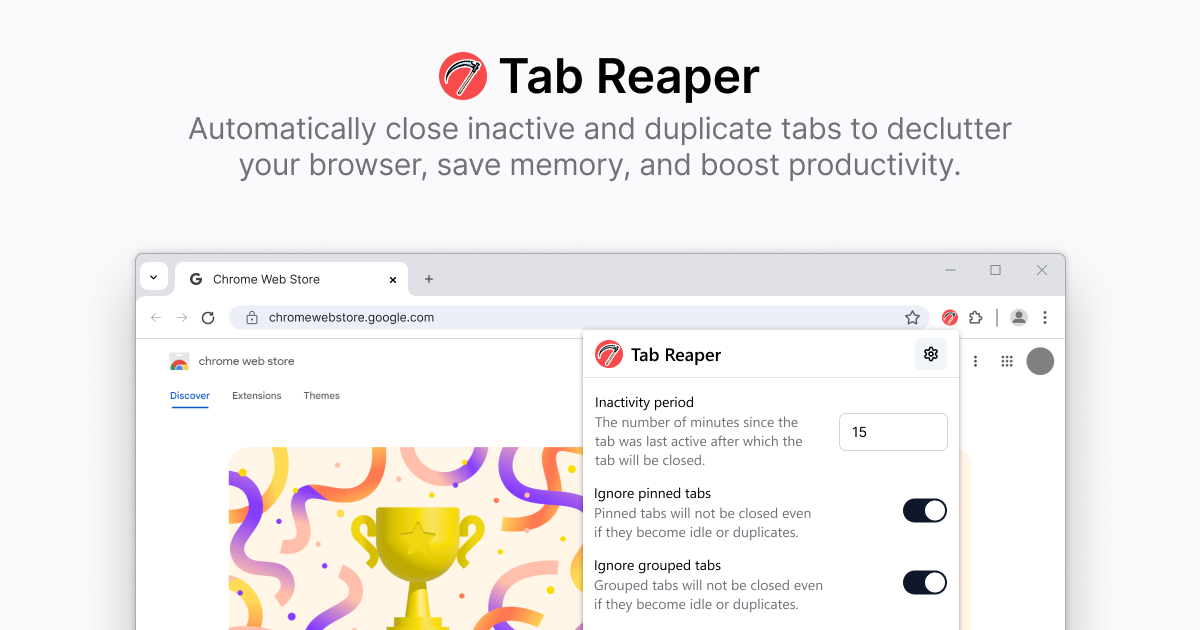 Tab Reaper
Automatically close inactive and duplicate tabs to declutter
your browser, save memory, and boost productivity.
Chrome Web Store
chromewebstore.google.com
chrome web store
Discover Extensions Themes
Tab Reaper
Inactivity period
The number of minutes since the
tab was last active after which the
tab will be closed.
15
Ignore pinned tabs
Pinned tabs will not be closed even
if they become idle or duplicates.
Ignore grouped tabs
Grouped tabs will not be closed even
if they become idle or duplicates.